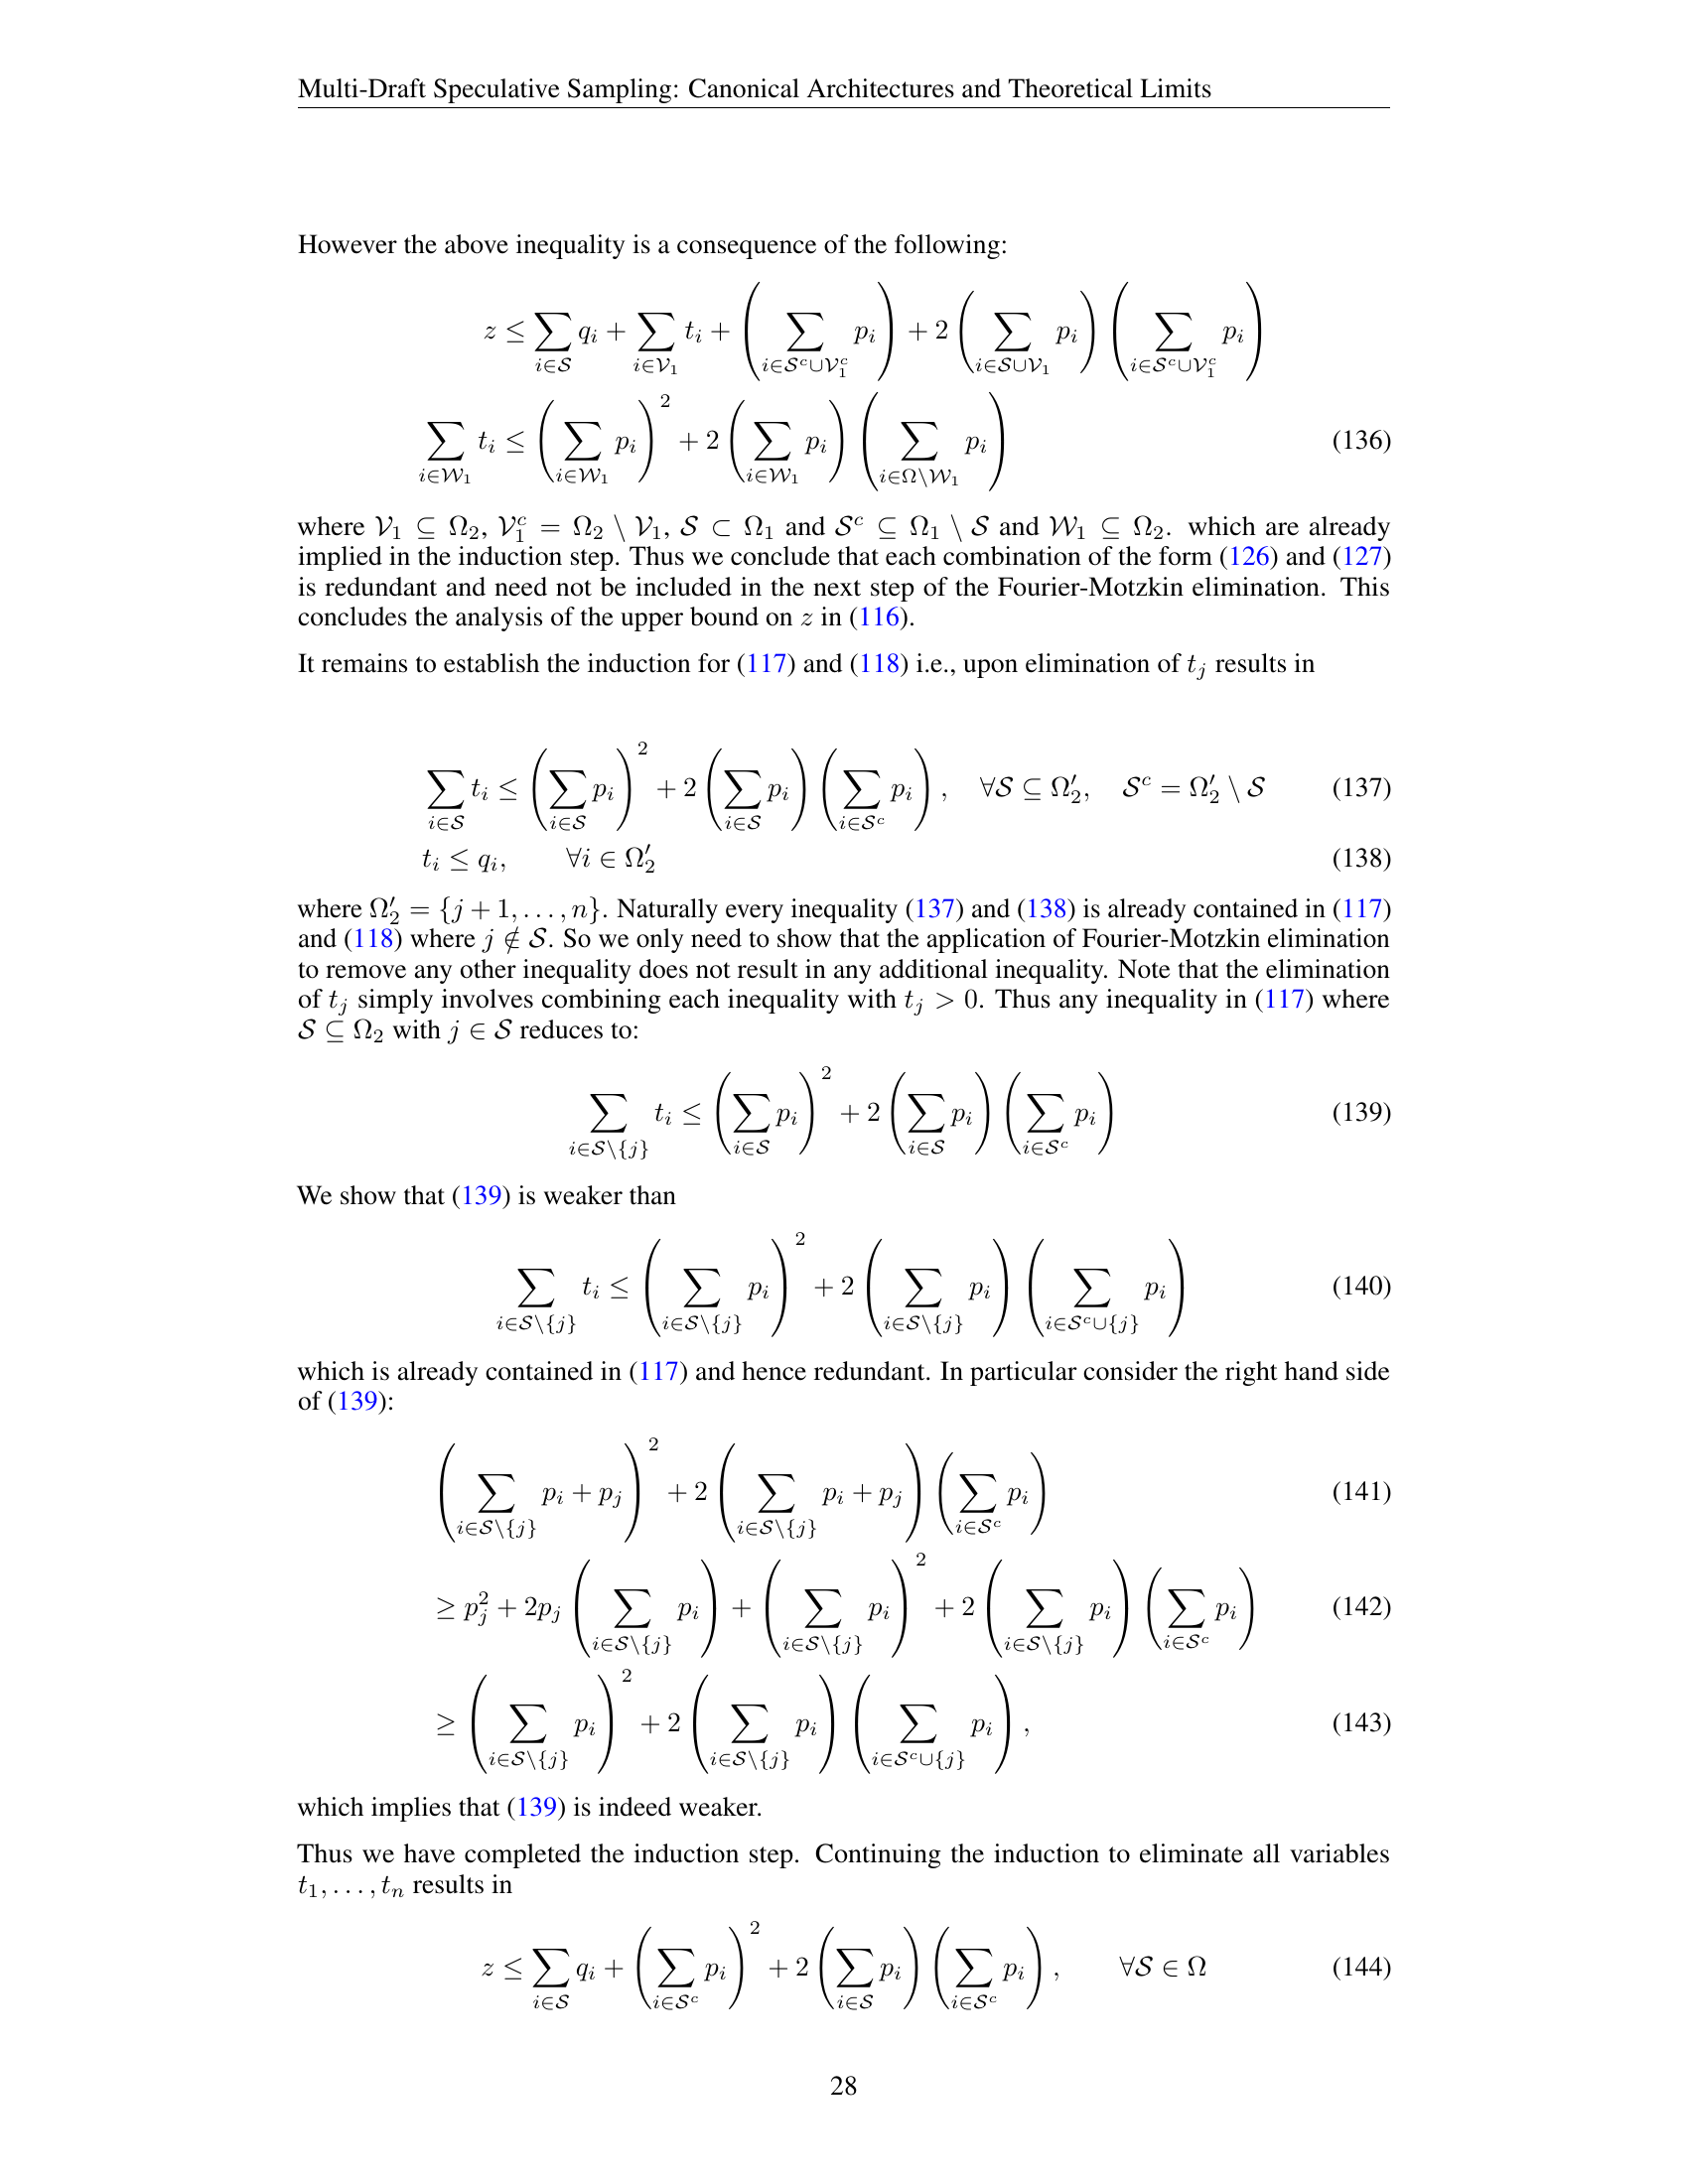 Multi-Draft Speculative Sampling: Canonical Architectures and Theoretical Limits
However the above inequality is a consequence of the following:
$z \leq \sum_{i \in \mathcal{S}} q_i + \sum_{i \in \mathcal{V}_1} t_i + \left( \sum_{i \in \mathcal{S}^c \cup \mathcal{V}_1^c} p_i \right) + 2 \left( \sum_{i \in \mathcal{S} \cup \mathcal{V}_1} p_i \right) \left( \sum_{i \in \mathcal{S}^c \cup \mathcal{V}_1^c} p_i \right)$
$\sum_{i \in \mathcal{W}_1} t_i \leq \left( \sum_{i \in \mathcal{W}_1} p_i \right)^2 + 2 \left( \sum_{i \in \mathcal{W}_1} p_i \right) \left( \sum_{i \in \Omega \setminus \mathcal{W}_1} p_i \right)$ (136)
where $\mathcal{V}_1 \subseteq \Omega_2$, $\mathcal{V}_1^c = \Omega_2 \setminus \mathcal{V}_1$, $\mathcal{S} \subset \Omega_1$ and $\mathcal{S}^c \subseteq \Omega_1 \setminus \mathcal{S}$ and $\mathcal{W}_1 \subseteq \Omega_2$. which are already
implied in the induction step. Thus we conclude that each combination of the form (126) and (127)
is redundant and need not be included in the next step of the Fourier-Motzkin elimination. This
concludes the analysis of the upper bound on $z$ in (116).
It remains to establish the induction for (117) and (118) i.e., upon elimination of $t_j$ results in
$\sum_{i \in \mathcal{S}} t_i \leq \left( \sum_{i \in \mathcal{S}} p_i \right)^2 + 2 \left( \sum_{i \in \mathcal{S}} p_i \right) \left( \sum_{i \in \mathcal{S}^c} p_i \right), \quad \forall \mathcal{S} \subseteq \Omega_2', \quad \mathcal{S}^c = \Omega_2' \setminus \mathcal{S}$ (137)
$t_i \leq q_i, \quad \forall i \in \Omega_2'$ (138)
where $\Omega_2' = \{j+1, \ldots, n\}$. Naturally every inequality (137) and (138) is already contained in (117)
and (118) where $j \notin \mathcal{S}$. So we only need to show that the application of Fourier-Motzkin elimination
to remove any other inequality does not result in any additional inequality. Note that the elimination
of $t_j$ simply involves combining each inequality with $t_j > 0$. Thus any inequality in (117) where
$\mathcal{S} \subseteq \Omega_2$ with $j \in \mathcal{S}$ reduces to:
$\sum_{i \in \mathcal{S} \setminus \{j\}} t_i \leq \left( \sum_{i \in \mathcal{S}} p_i \right)^2 + 2 \left( \sum_{i \in \mathcal{S}} p_i \right) \left( \sum_{i \in \mathcal{S}^c} p_i \right)$ (139)
We show that (139) is weaker than
$\sum_{i \in \mathcal{S} \setminus \{j\}} t_i \leq \left( \sum_{i \in \mathcal{S} \setminus \{j\}} p_i \right)^2 + 2 \left( \sum_{i \in \mathcal{S} \setminus \{j\}} p_i \right) \left( \sum_{i \in \mathcal{S}^c \cup \{j\}} p_i \right)$ (140)
which is already contained in (117) and hence redundant. In particular consider the right hand side
of (139):
$\left( \sum_{i \in \mathcal{S} \setminus \{j\}} p_i + p_j \right)^2 + 2 \left( \sum_{i \in \mathcal{S} \setminus \{j\}} p_i + p_j \right) \left( \sum_{i \in \mathcal{S}^c} p_i \right)$ (141)
$\geq p_j^2 + 2 p_j \left( \sum_{i \in \mathcal{S} \setminus \{j\}} p_i \right) + \left( \sum_{i \in \mathcal{S} \setminus \{j\}} p_i \right)^2 + 2 \left( \sum_{i \in \mathcal{S} \setminus \{j\}} p_i \right) \left( \sum_{i \in \mathcal{S}^c} p_i \right)$ (142)
$\geq \left( \sum_{i \in \mathcal{S} \setminus \{j\}} p_i \right)^2 + 2 \left( \sum_{i \in \mathcal{S} \setminus \{j\}} p_i \right) \left( \sum_{i \in \mathcal{S}^c \cup \{j\}} p_i \right),$ (143)
which implies that (139) is indeed weaker.
Thus we have completed the induction step. Continuing the induction to eliminate all variables
$t_1, \ldots, t_n$ results in
$z \leq \sum_{i \in \mathcal{S}} q_i + \left( \sum_{i \in \mathcal{S}^c} p_i \right)^2 + 2 \left( \sum_{i \in \mathcal{S}} p_i \right) \left( \sum_{i \in \mathcal{S}^c} p_i \right), \quad \forall \mathcal{S} \in \Omega$ (144)
28